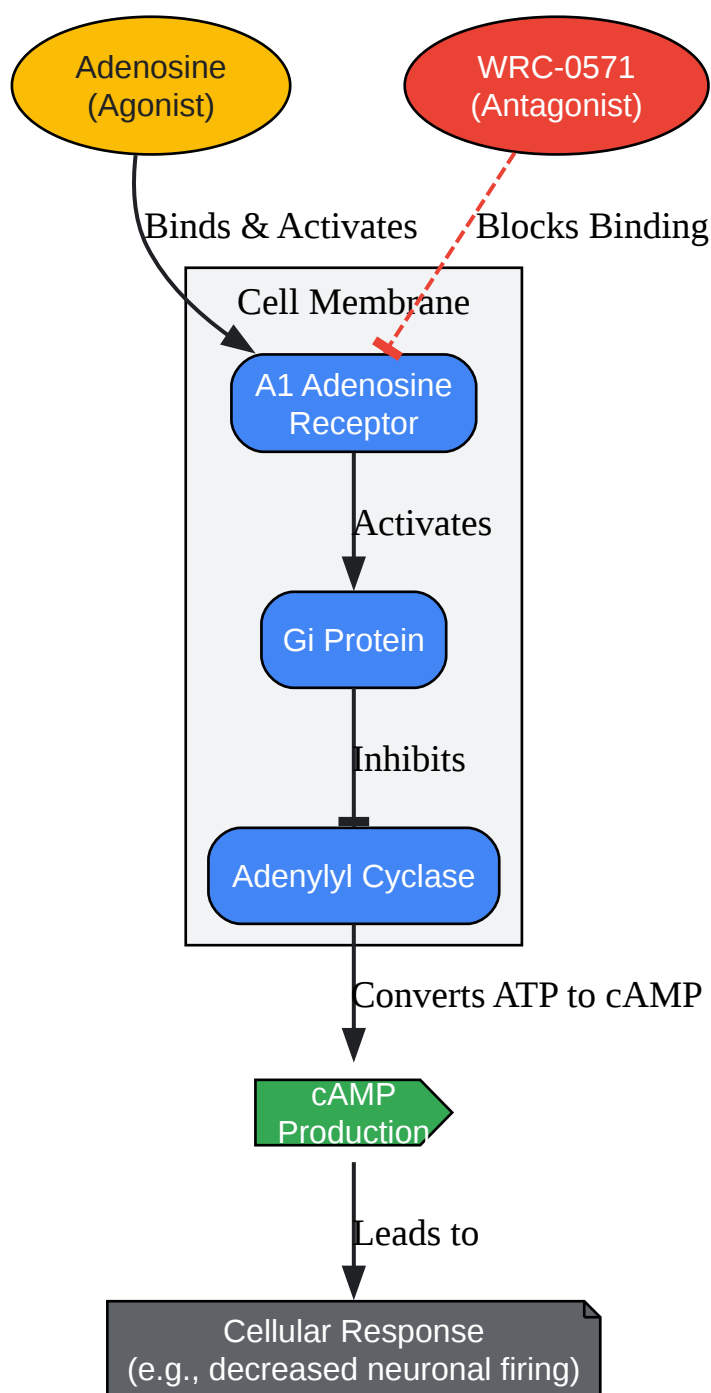 Adenosine
(Agonist)
WRC-0571
(Antagonist)
Binds & Activates
Blocks Binding
Cell Membrane
A1 Adenosine
Receptor
Activates
Gi Protein
Inhibits
Adenylyl Cyclase
Converts ATP to cAMP
cAMP
Production
Leads to
Cellular Response
(e.g., decreased neuronal firing)